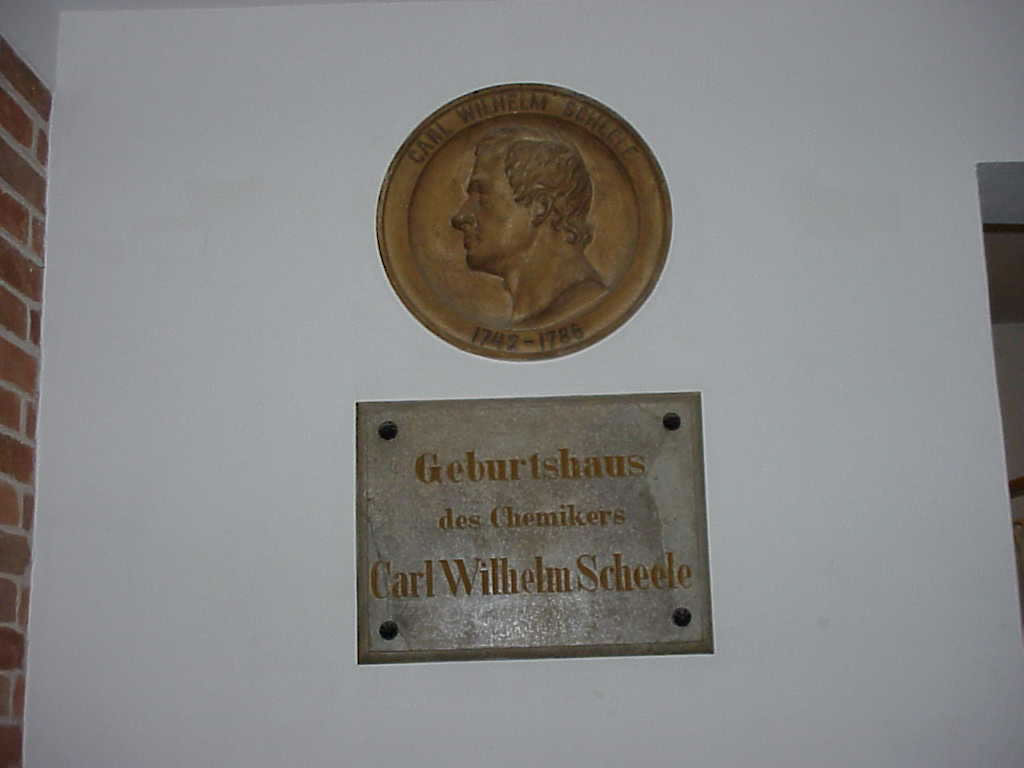 CARL WILHELM SCHEELE
1742-1786
Geburtshaus
des Chemikers
Carl Wilhelm Scheele